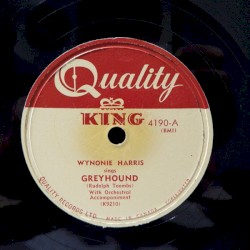 Quality
KING
4190-A
(BMI)
WYNONIE HARRIS
sings
GREYHOUND
(Rudolph Toombs)
With Orchestral
Accompaniment
(K9210)
QUALITY RECORDS LTD.
MADE IN CANADA